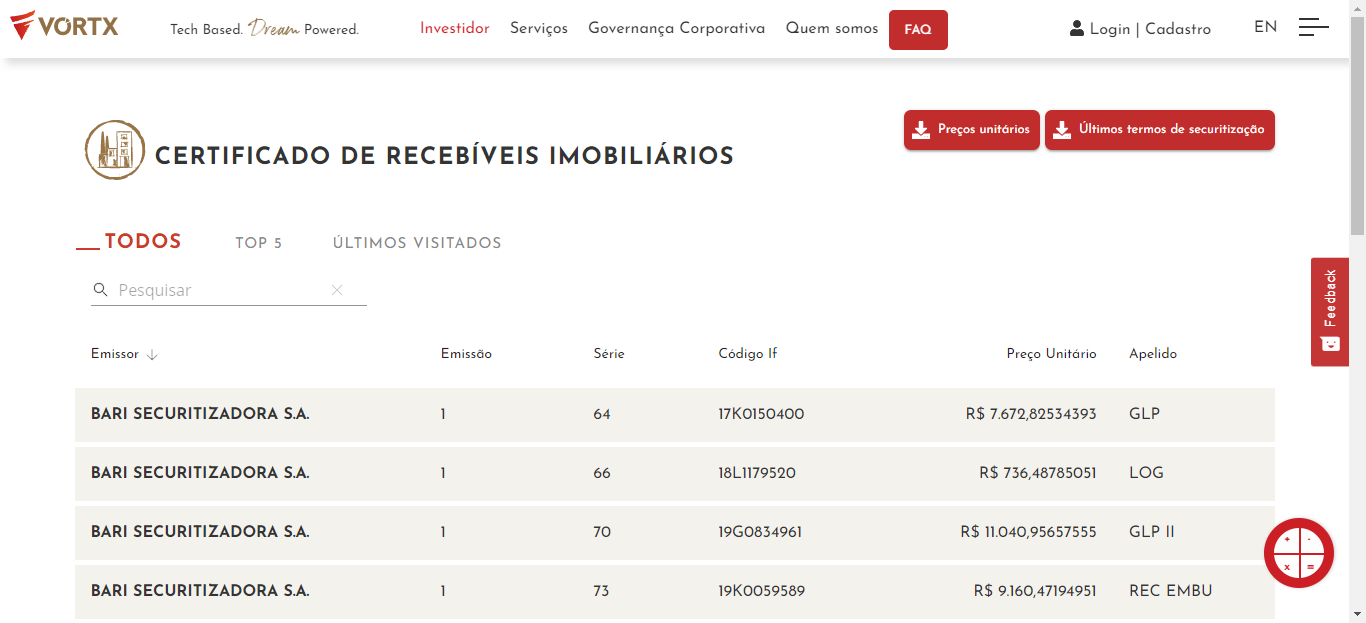 VÓRTX
Tech Based. Dream Powered.
Investidor Serviços Governança Corporativa Quem somos FAQ
Login | Cadastro
EN
CERTIFICADO DE RECEBÍVEIS IMOBILIÁRIOS
Preços unitários
Últimos termos de securitização
TODOS TOP 5 ÚLTIMOS VISITADOS
Pesquisar
Feedback
Emissor Emissão Série Código If Preço Unitário Apelido
BARI SECURITIZADORA S.A. 1 64 17K0150400 R$ 7.672,82534393 GLP
BARI SECURITIZADORA S.A. 1 66 18L1179520 R$ 736,48785051 LOG
BARI SECURITIZADORA S.A. 1 70 19G0834961 R$ 11.040,95657555 GLP II
BARI SECURITIZADORA S.A. 1 73 19K0059589 R$ 9.160,47194951 REC EMBU
+ -
x =